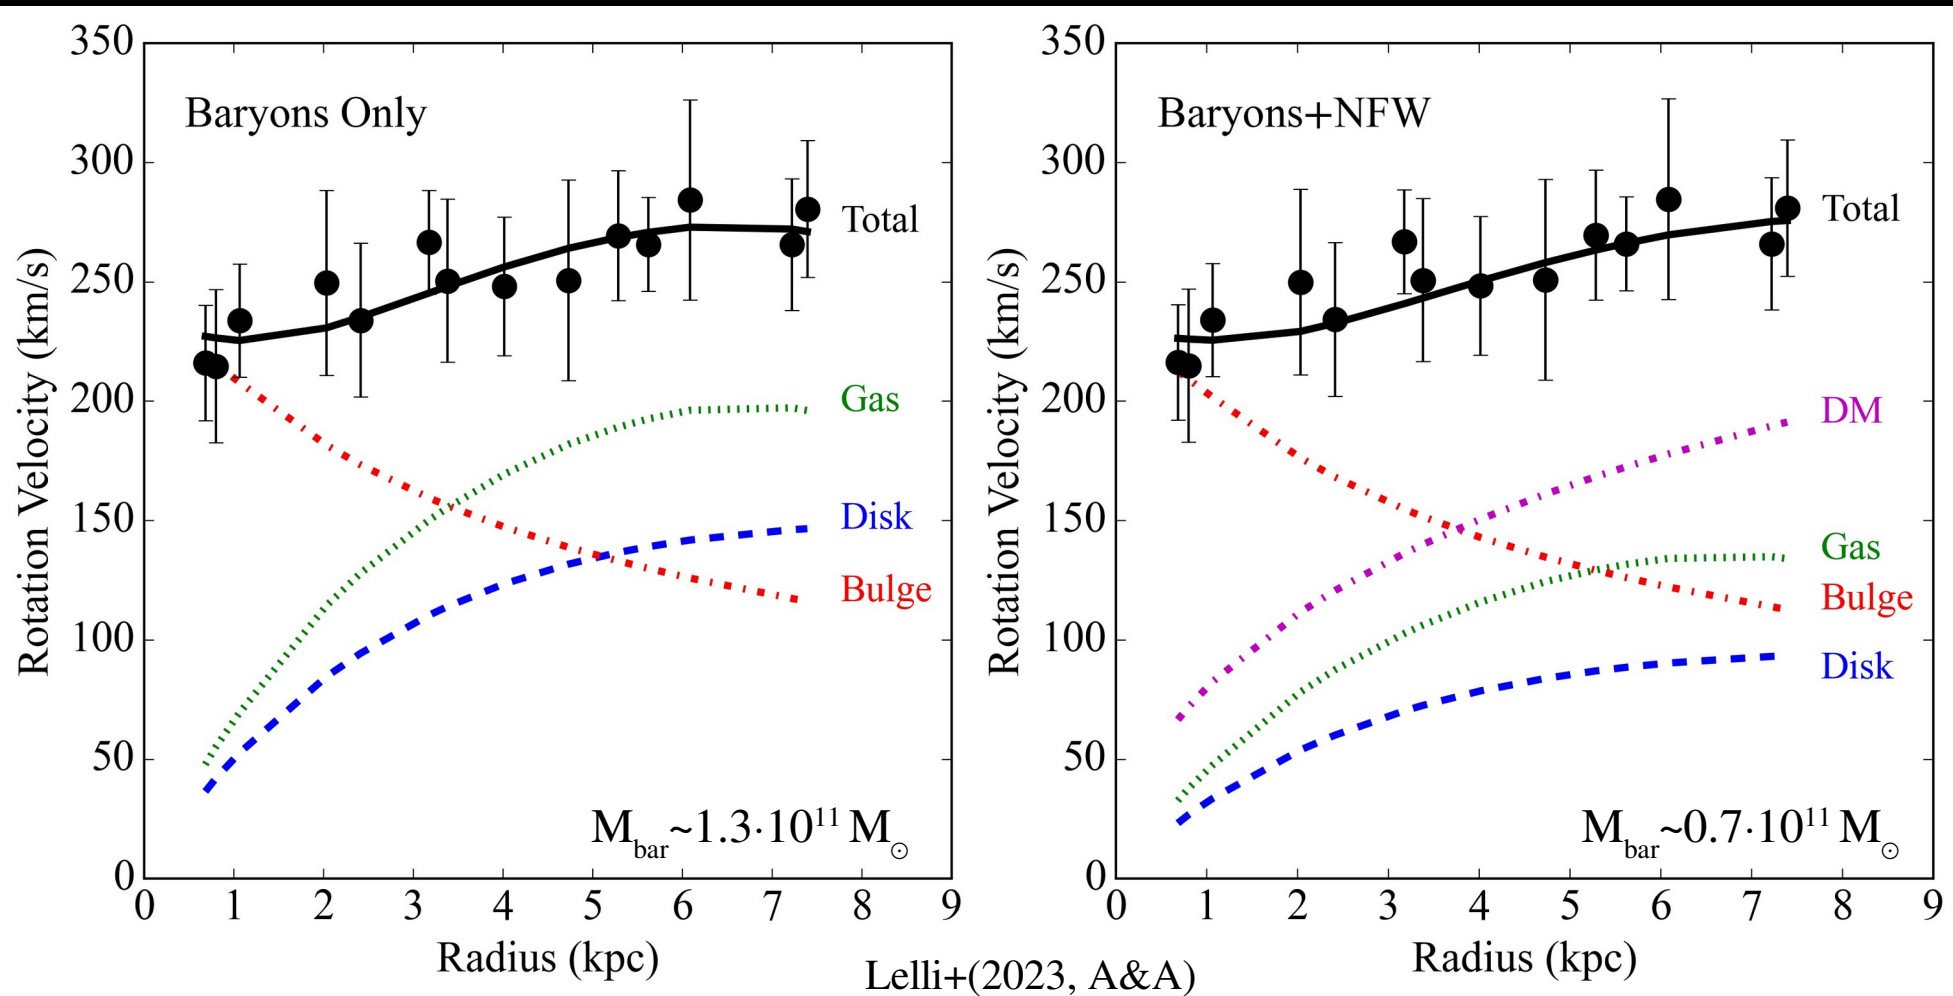 Baryons Only
Total
Gas
Disk
Bulge
M_bar~1.3·10^11 M_☉
350
300
250
200
150
100
50
0
0 1 2 3 4 5 6 7 8 9
Rotation Velocity (km/s)
Radius (kpc)
Baryons+NFW
Total
DM
Gas
Bulge
Disk
M_bar~0.7·10^11 M_☉
350
300
250
200
150
100
50
0
0 1 2 3 4 5 6 7 8 9
Rotation Velocity (km/s)
Radius (kpc)
Lelli+(2023, A&A)